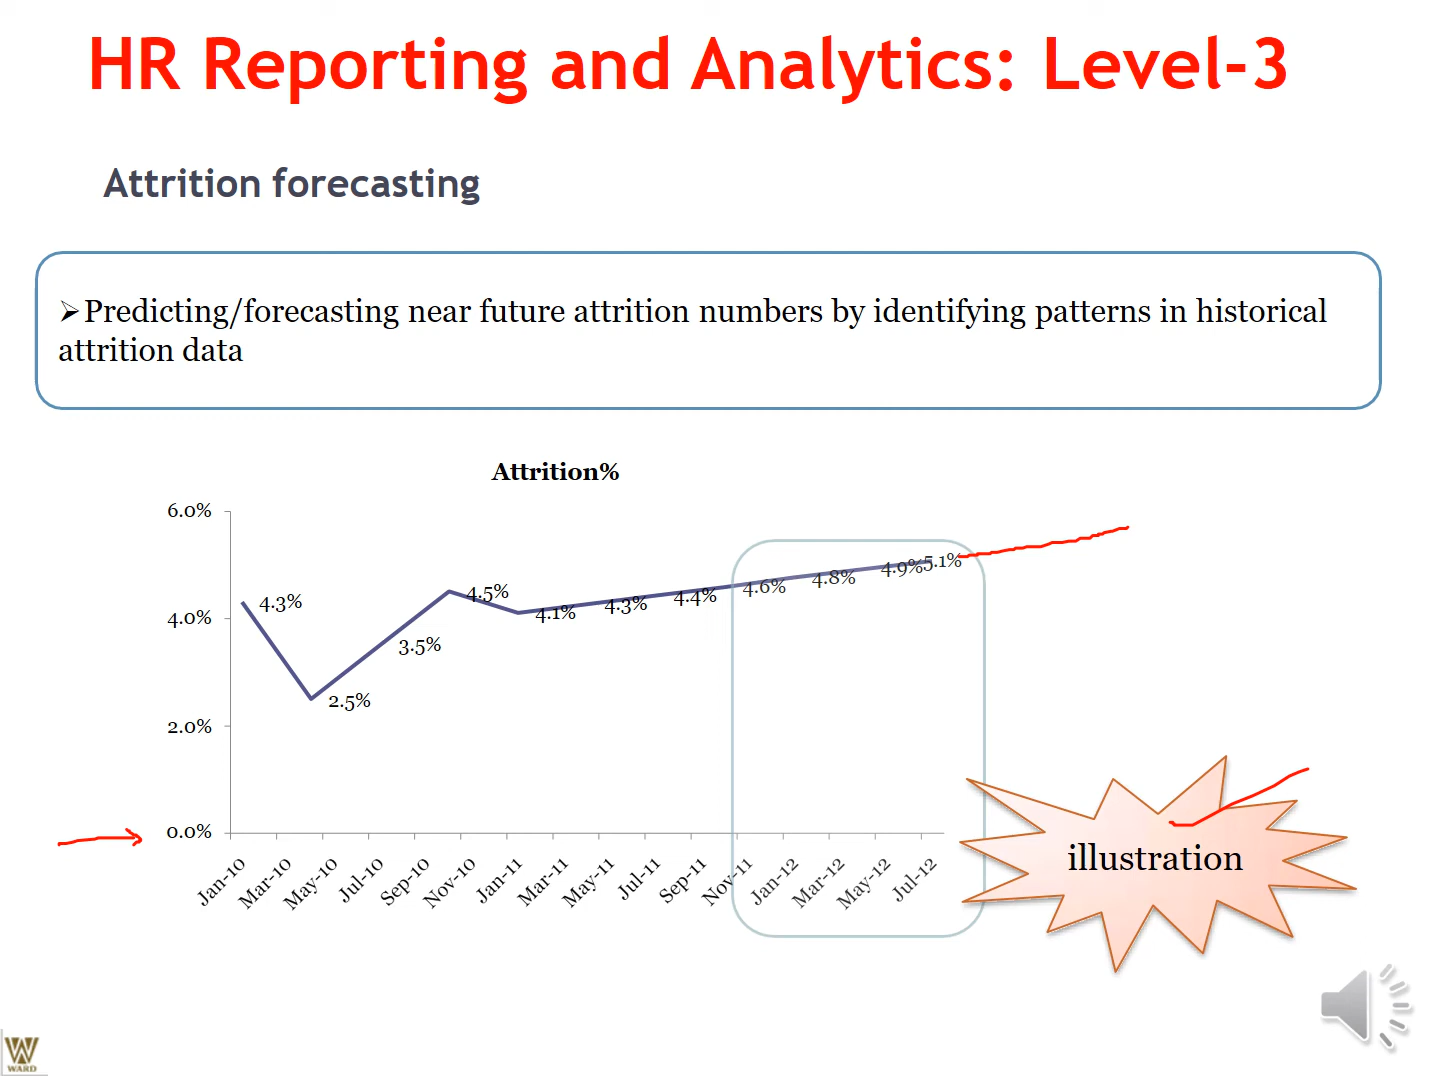 HR Reporting and Analytics: Level-3
Attrition forecasting
➢Predicting/forecasting near future attrition numbers by identifying patterns in historical
attrition data
Attrition%
6.0%
4.0%
2.0%
0.0%
4.3%
2.5%
3.5%
4.5%
4.1%
4.3%
4.4%
4.6%
4.8%
4.9%
5.1%
Jan-10
Mar-10
May-10
Jul-10
Sep-10
Nov-10
Jan-11
Mar-11
May-11
Jul-11
Sep-11
Nov-11
Jan-12
Mar-12
May-12
Jul-12
illustration
W
WARD